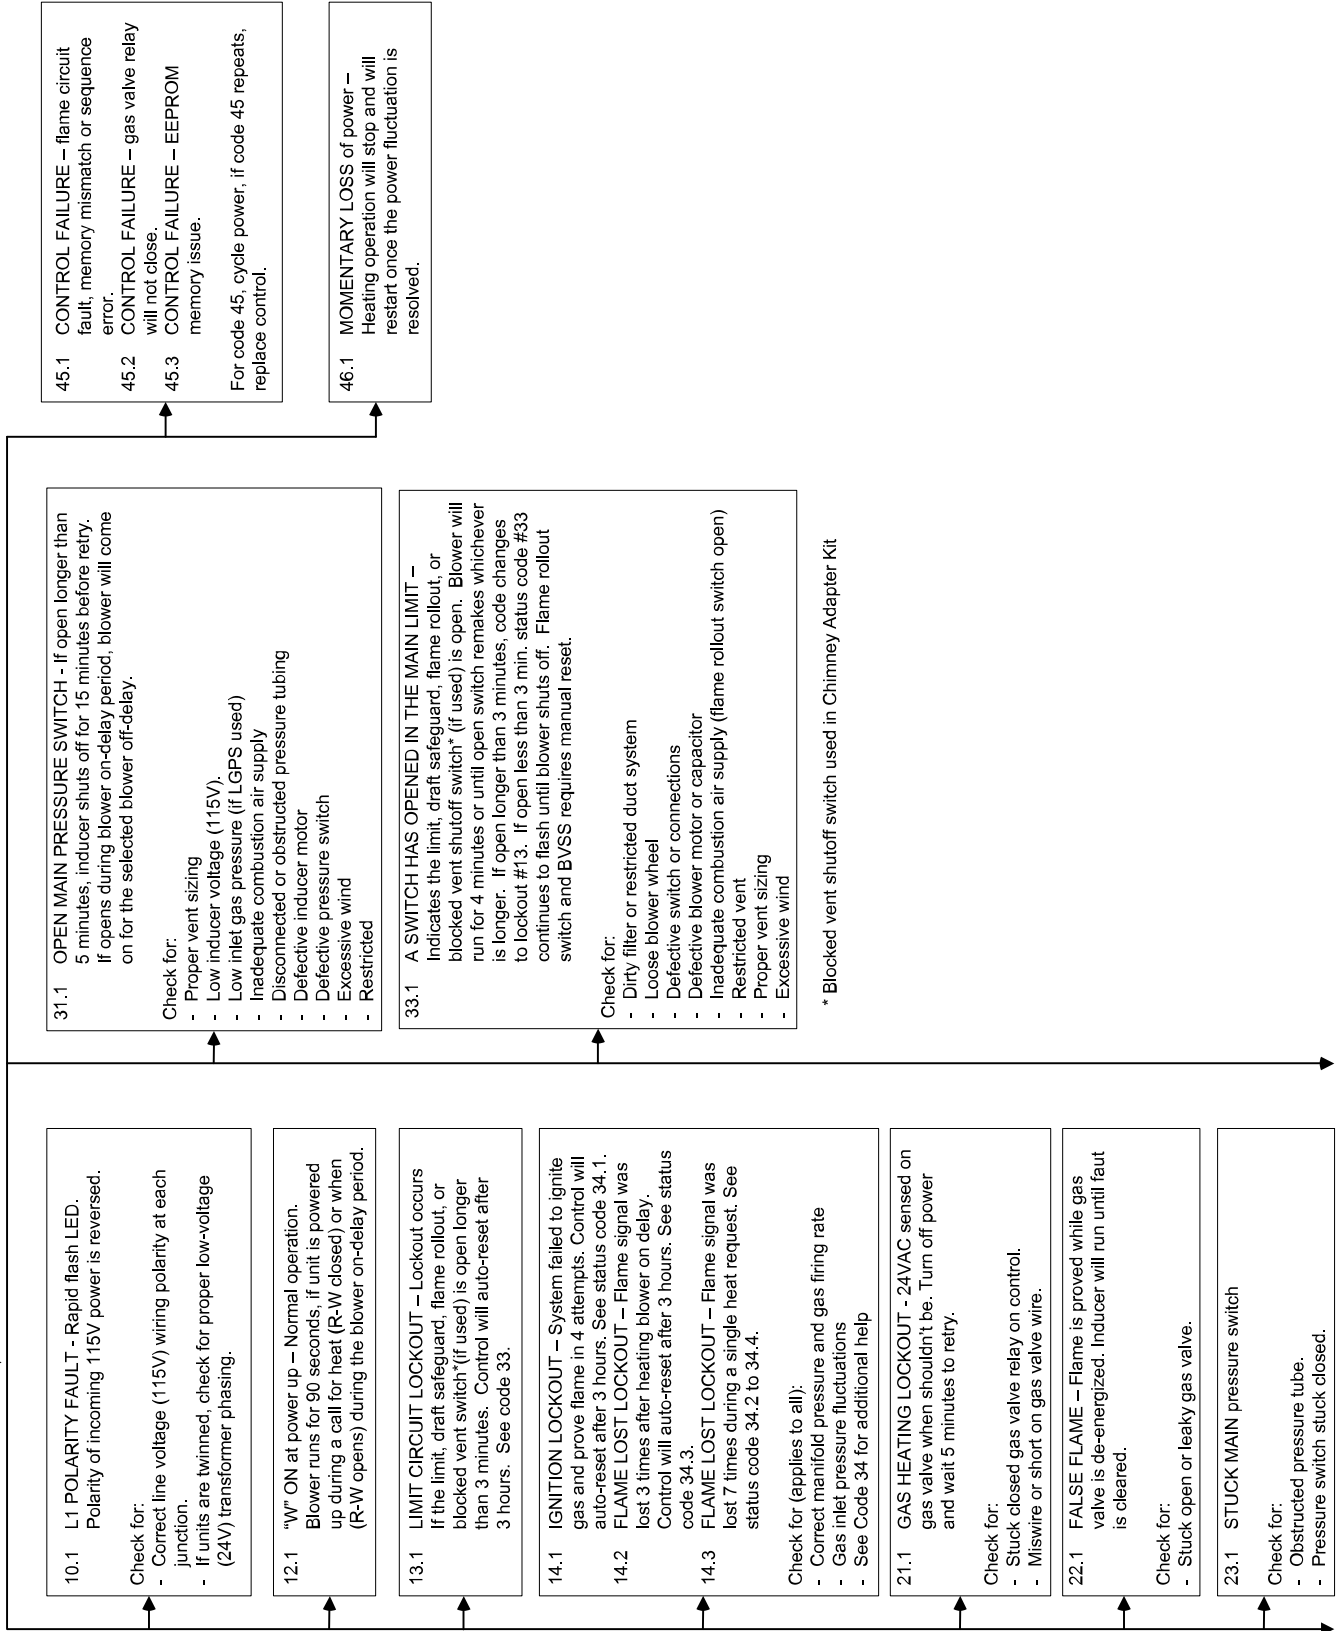 10.1 L1 POLARITY FAULT - Rapid flash LED.
Polarity of incoming 115V power is reversed.
Check for:
- Correct line voltage (115V) wiring polarity at each
junction.
- If units are twinned, check for proper low-voltage
(24V) transformer phasing.
12.1 "W" ON at power up – Normal operation.
Blower runs for 90 seconds, if unit is powered
up during a call for heat (R-W closed) or when
(R-W opens) during the blower on-delay period.
13.1 LIMIT CIRCUIT LOCKOUT – Lockout occurs
If the limit, draft safeguard, flame rollout, or
blocked vent switch*(if used) is open longer
than 3 minutes. Control will auto-reset after
3 hours. See code 33.
14.1 IGNITION LOCKOUT – System failed to ignite
gas and prove flame in 4 attempts. Control will
auto-reset after 3 hours. See status code 34.1.
14.2 FLAME LOST LOCKOUT – Flame signal was
lost 3 times after heating blower on delay.
Control will auto-reset after 3 hours. See status
code 34.3.
14.3 FLAME LOST LOCKOUT – Flame signal was
lost 7 times during a single heat request. See
status code 34.2 to 34.4.
Check for (applies to all):
- Correct manifold pressure and gas firing rate
- Gas inlet pressure fluctuations
- See Code 34 for additional help
21.1 GAS HEATING LOCKOUT - 24VAC sensed on
gas valve when shouldn't be. Turn off power
and wait 5 minutes to retry.
Check for:
- Stuck closed gas valve relay on control.
- Miswire or short on gas valve wire.
22.1 FALSE FLAME – Flame is proved while gas
valve is de-energized. Inducer will run until faut
is cleared.
Check for:
- Stuck open or leaky gas valve.
23.1 STUCK MAIN pressure switch
Check for:
- Obstructed pressure tube.
- Pressure switch stuck closed.
31.1 OPEN MAIN PRESSURE SWITCH - If open longer than
5 minutes, inducer shuts off for 15 minutes before retry.
If opens during blower on-delay period, blower will come
on for the selected blower off-delay.
Check for:
- Proper vent sizing
- Low inducer voltage (115V).
- Low inlet gas pressure (if LGPS used)
- Inadequate combustion air supply
- Disconnected or obstructed pressure tubing
- Defective inducer motor
- Defective pressure switch
- Excessive wind
- Restricted
33.1 A SWITCH HAS OPENED IN THE MAIN LIMIT –
Indicates the limit, draft safeguard, flame rollout, or
blocked vent shutoff switch* (if used) is open. Blower will
run for 4 minutes or until open switch remakes whichever
is longer. If open longer than 3 minutes, code changes
to lockout #13. If open less than 3 min. status code #33
continues to flash until blower shuts off. Flame rollout
switch and BVSS requires manual reset.
Check for:
- Dirty filter or restricted duct system
- Loose blower wheel
- Defective switch or connections
- Defective blower motor or capacitor
- Inadequate combustion air supply (flame rollout switch open)
- Restricted vent
- Proper vent sizing
- Excessive wind
* Blocked vent shutoff switch used in Chimney Adapter Kit
45.1 CONTROL FAILURE – flame circuit
fault, memory mismatch or sequence
error.
45.2 CONTROL FAILURE – gas valve relay
will not close.
45.3 CONTROL FAILURE – EEPROM
memory issue.
For code 45, cycle power, if code 45 repeats,
replace control.
46.1 MOMENTARY LOSS of power –
Heating operation will stop and will
restart once the power fluctuation is
resolved.